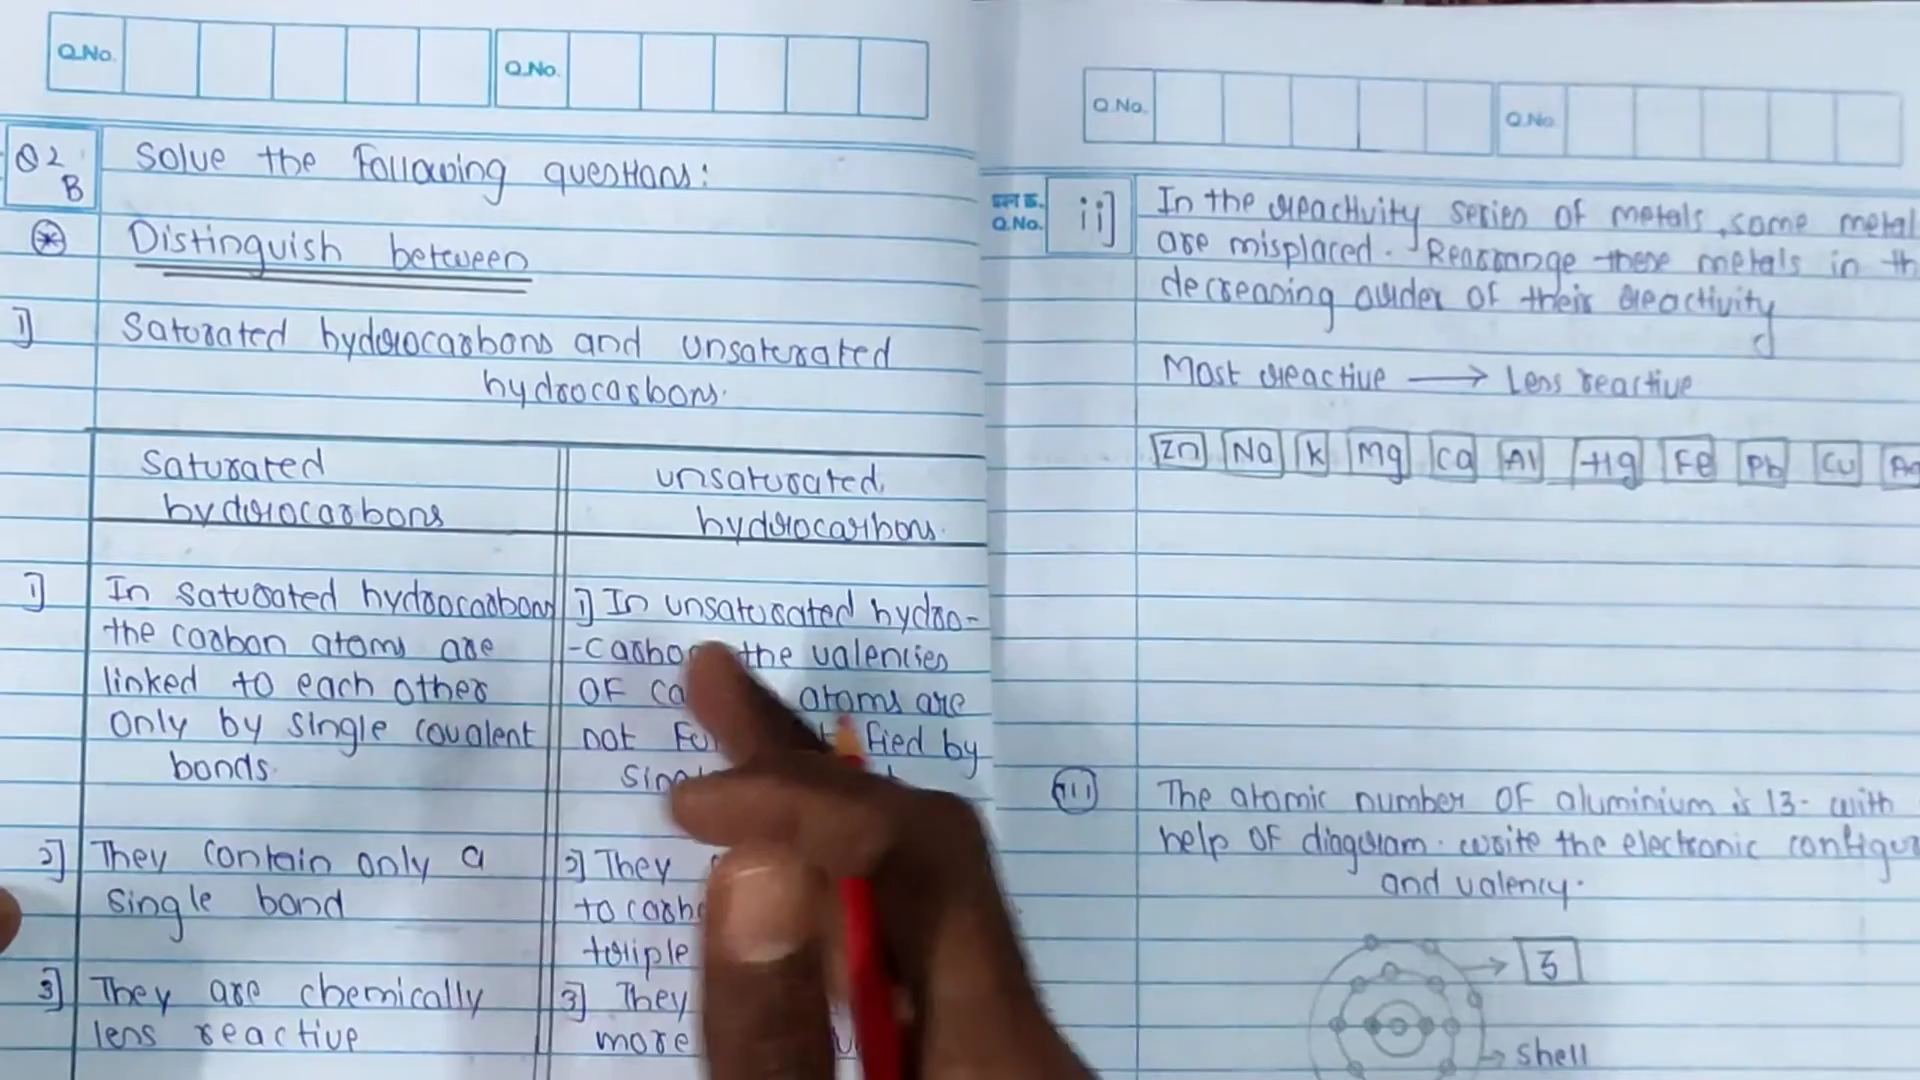 Q.No.
Q.No.
Q2
B
Solve the Following questions:
Distinguish between
1]
Saturated hydrocarbons and unsaturated
hydrocarbons.
Saturated
hydrocarbons
unsaturated
hydrocarbons.
1]
In Saturated hydrocarbons
the carbon atoms are
linked to each other
only by single covalent
bonds.
1] In unsaturated hydro-
the valencies
OF atoms are
not by
2]
They contain only a
single bond
2] They
to
triple
3]
They are chemically
less reactive
3] They
more
Q.No.
Q.No.
Q.No.
ii]
In the reactivity series of metals, some metal
are misplaced. Rearrange these metals in
decreasing order of their reactivity
Most reactive → Less reactive
Zn Na K Mg Ca Al Hg Fe Pb Cu
iii
The atomic number OF aluminium is 13. with
help OF diagram. write the electronic
and valency.
3
Shell